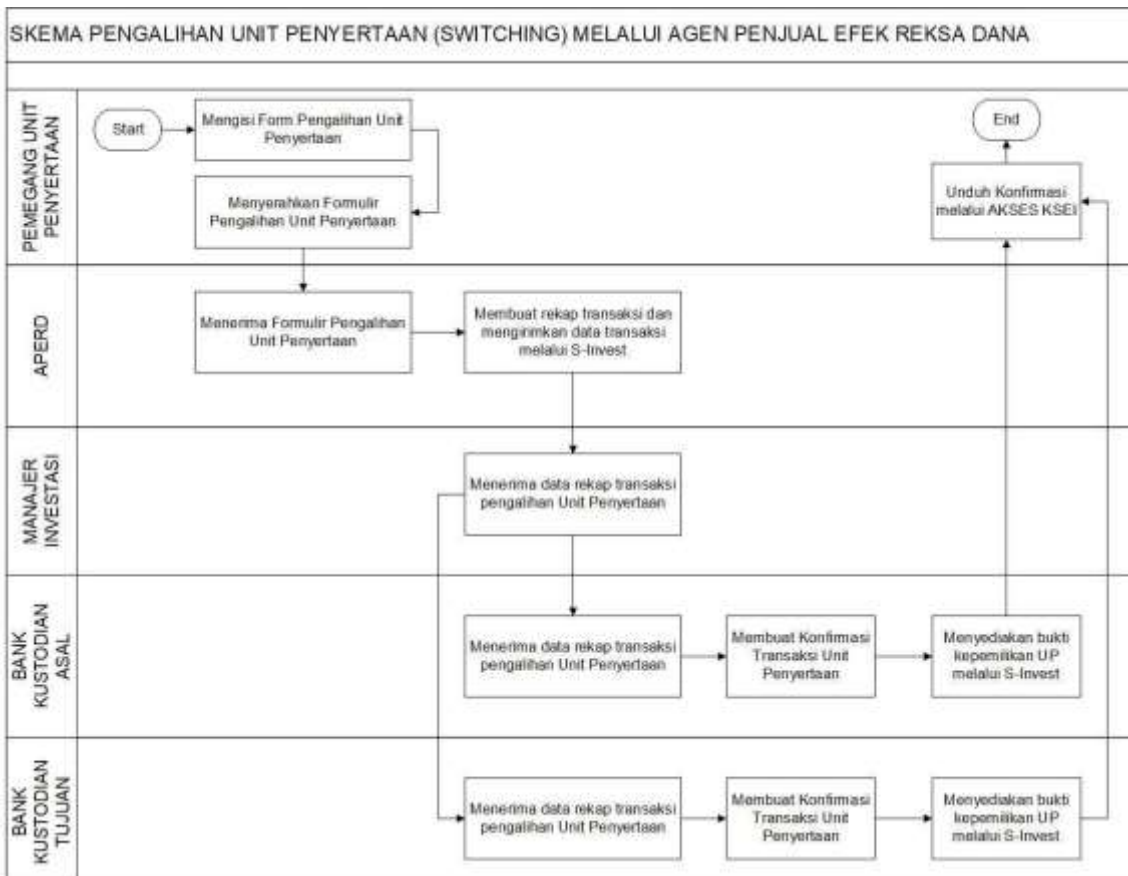 SKEMA PENGALIHAN UNIT PENYERTAAN (SWITCHING) MELALUI AGEN PENJUAL EFEK REKSA DANA
PEMEGANG UNIT
PENYERTAAN
Start
Mengisi Form Pengalihan Unit
Penyertaan
Menyerahkan Formulir
Pengalihan Unit Penyertaan
End
Unduh Konfirmasi
melalui AKSES KSEI
APERD
Menerima Formulir Pengalihan
Unit Penyertaan
Membuat rekap transaksi dan
mengirimkan data transaksi
melalui S-Invest
MANAJER
INVESTASI
Menerima data rekap transaksi
pengalihan Unit Penyertaan
BANK
KUSTODIAN
ASAL
Menerima data rekap transaksi
pengalihan Unit Penyertaan
Membuat Konfirmasi
Transaksi Unit
Penyertaan
Menyediakan bukti
kepemilikan UP
melalui S-Invest
BANK
KUSTODIAN
TUJUAN
Menerima data rekap transaksi
pengalihan Unit Penyertaan
Membuat Konfirmasi
Transaksi Unit
Penyertaan
Menyediakan bukti
kepemilikan UP
melalui S-Invest